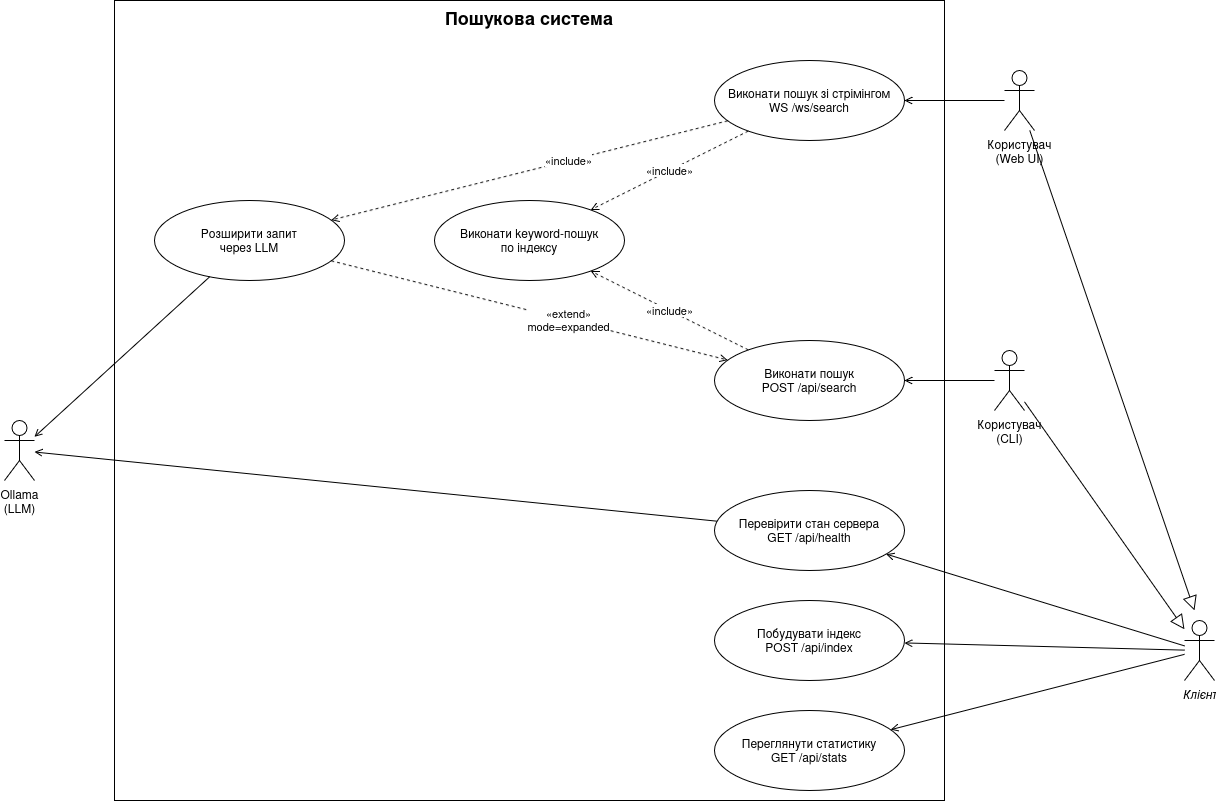 Пошукова система
Виконати пошук зі стрімінгом
WS /ws/search
Користувач
(Web UI)
«include»
«include»
Розширити запит
через LLM
Виконати keyword-пошук
по індексу
«extend»
mode=expanded
«include»
Виконати пошук
POST /api/search
Користувач
(CLI)
Ollama
(LLM)
Перевірити стан сервера
GET /api/health
Побудувати індекс
POST /api/index
Клієнт
Переглянути статистику
GET /api/stats